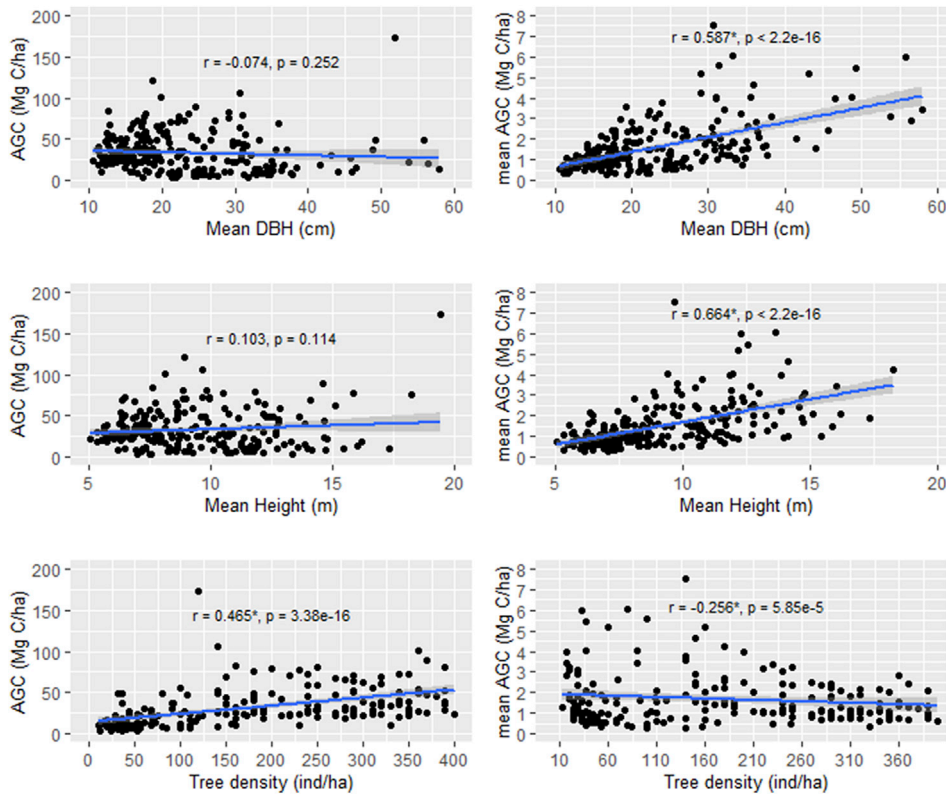 200
150
100
50
0
AGC (Mg C/ha)
r = -0.074, p = 0.252
10 20 30 40 50 60
Mean DBH (cm)
8
7
6
5
4
3
2
1
0
mean AGC (Mg C/ha)
r = 0.587*, p < 2.2e-16
10 20 30 40 50 60
Mean DBH (cm)
200
150
100
50
0
AGC (Mg C/ha)
r = 0.103, p = 0.114
5 10 15 20
Mean Height (m)
8
7
6
5
4
3
2
1
0
mean AGC (Mg C/ha)
r = 0.664*, p < 2.2e-16
5 10 15 20
Mean Height (m)
200
150
100
50
0
AGC (Mg C/ha)
r = 0.465*, p = 3.38e-16
0 50 100 150 200 250 300 350 400
Tree density (ind/ha)
8
7
6
5
4
3
2
1
0
mean AGC (Mg C/ha)
r = -0.256*, p = 5.85e-5
10 60 110 160 210 260 310 360
Tree density (ind/ha)